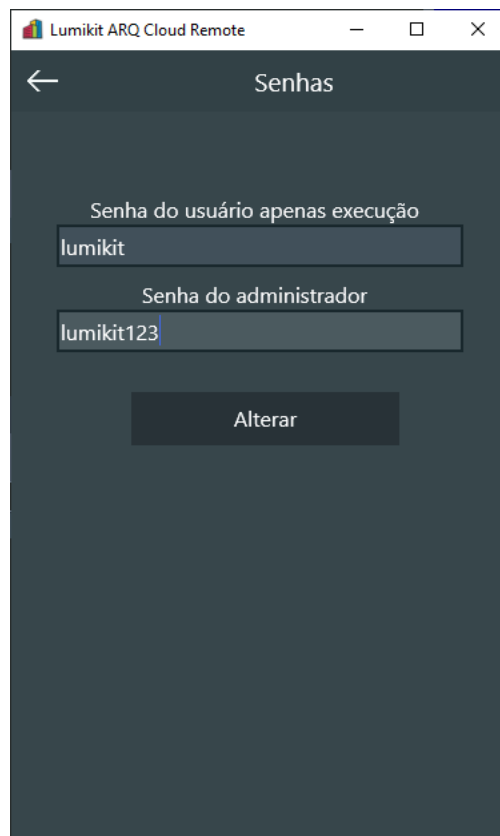 Lumikit ARQ Cloud Remote
Senhas
Senha do usuário apenas execução
lumikit
Senha do administrador
lumikit123
Alterar